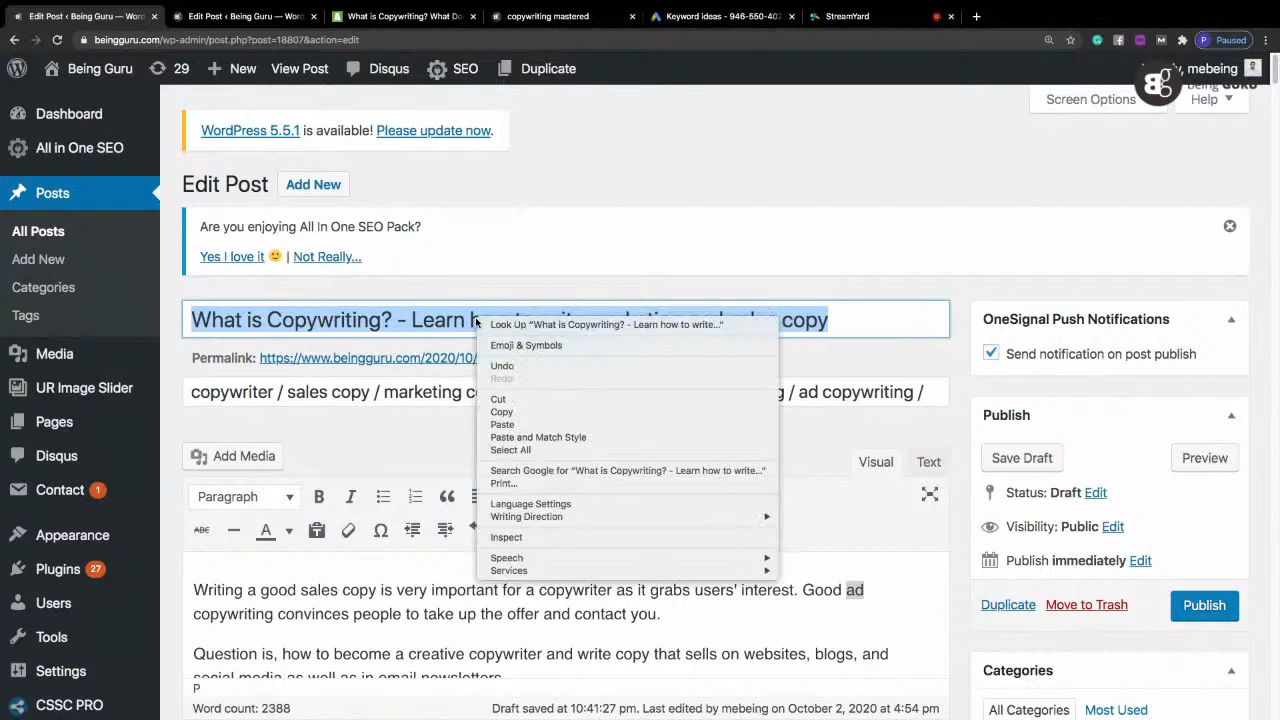 Edit Post ‹ Being Guru — Wor
Edit Post ‹ Being Guru — Wor
What is Copywriting? What Do
copywriting mastered
Keyword ideas - 946-550-402
StreamYard
beingguru.com/wp-admin/post.php?post=18807&action=edit
Paused
Being Guru 29 New View Post Disqus SEO Duplicate
mebeing
Dashboard
All in One SEO
Posts
All Posts
Add New
Categories
Tags
Media
UR Image Slider
Pages
Disqus
Contact 1
Appearance
Plugins 27
Users
Tools
Settings
CSSC PRO
Screen Options Help
WordPress 5.5.1 is available! Please update now.
Edit Post Add New
Are you enjoying All In One SEO Pack?
Yes I love it | Not Really...
What is Copywriting? - Learn copy
Permalink: https://www.beingguru.com/2020/10/
copywriter / sales copy / marketing / ad copywriting /
Add Media
Visual Text
Paragraph
Look Up “What is Copywriting? - Learn how to write...”
Emoji & Symbols
Undo
Redo
Cut
Copy
Paste
Paste and Match Style
Select All
Search Google for “What is Copywriting? - Learn how to write...”
Print...
Language Settings
Writing Direction
Inspect
Speech
Services
Writing a good sales copy is very important for a copywriter as it grabs users' interest. Good ad
copywriting convinces people to take up the offer and contact you.
Question is, how to become a creative copywriter and write copy that sells on websites, blogs, and
social media as well as in email newsletters.
P
Word count: 2388 Draft saved at 10:41:27 pm. Last edited by mebeing on October 2, 2020 at 4:54 pm
OneSignal Push Notifications
Send notification on post publish
Publish
Save Draft Preview
Status: Draft Edit
Visibility: Public Edit
Publish immediately Edit
Duplicate Move to Trash Publish
Categories
All Categories Most Used